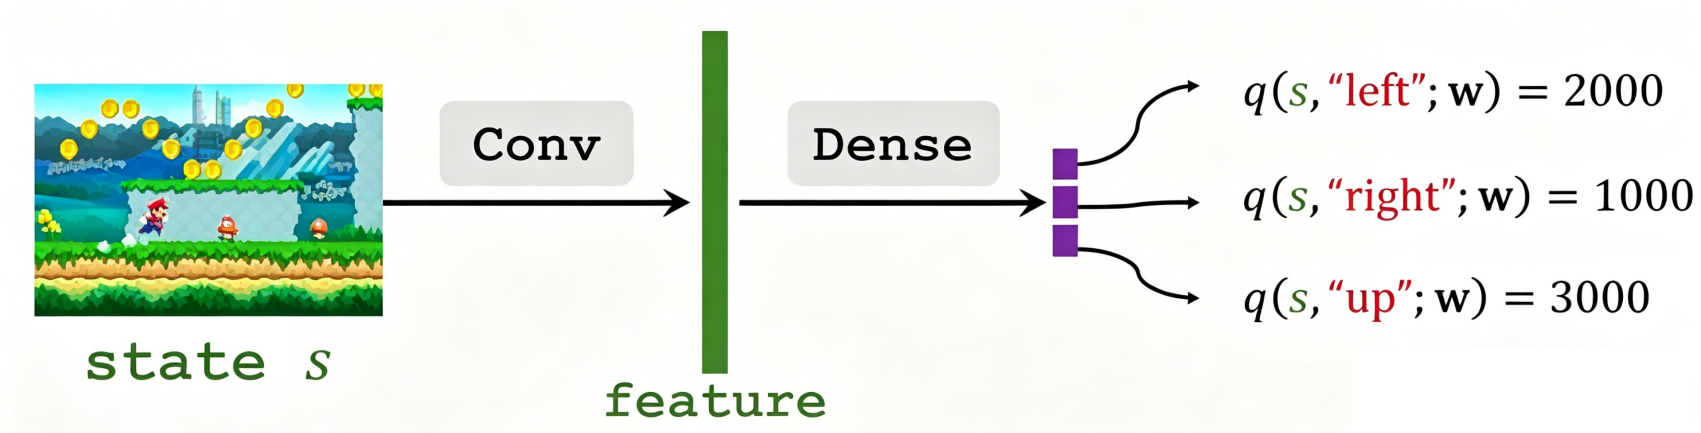 Conv
Dense
q(s, “left”; w) = 2000
q(s, “right”; w) = 1000
q(s, “up”; w) = 3000
state s
feature